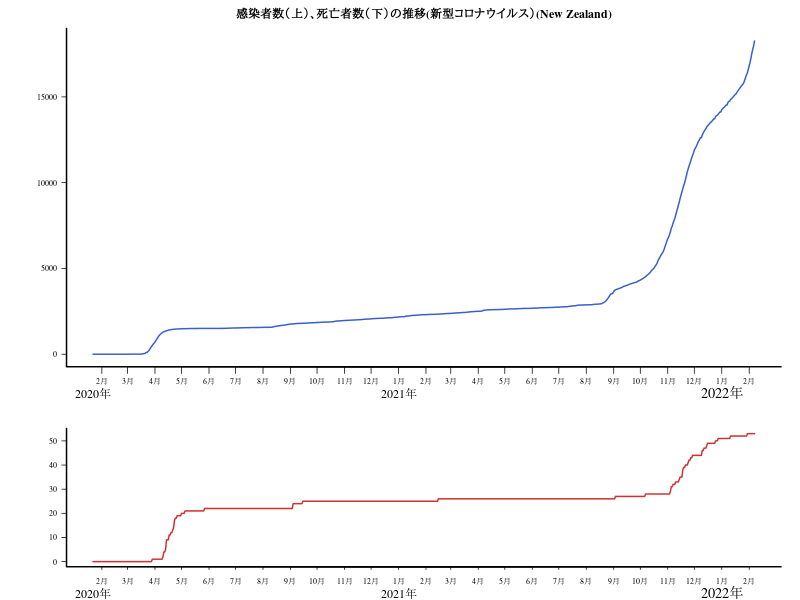 感染者数（上）、死亡者数（下）の推移(新型コロナウイルス）(New Zealand)
15000
10000
5000
0
2月 3月 4月 5月 6月 7月 8月 9月 10月 11月 12月 1月 2月 3月 4月 5月 6月 7月 8月 9月 10月 11月 12月 1月 2月
2020年 2021年 2022年
50
40
30
20
10
0
2月 3月 4月 5月 6月 7月 8月 9月 10月 11月 12月 1月 2月 3月 4月 5月 6月 7月 8月 9月 10月 11月 12月 1月 2月
2020年 2021年 2022年